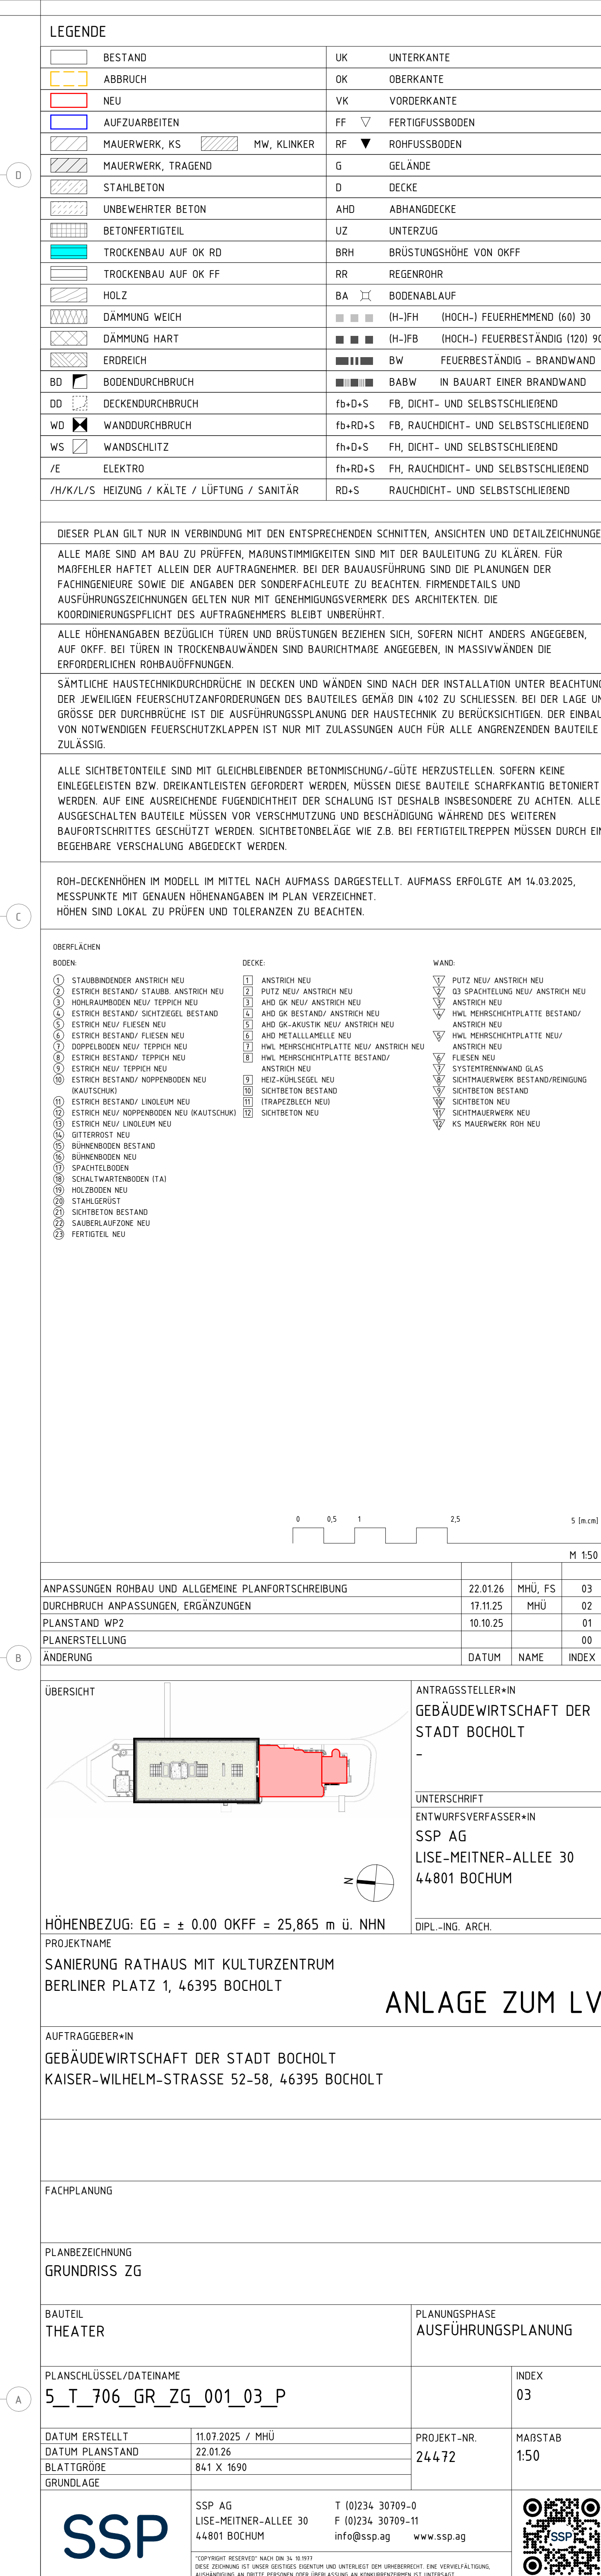 LEGENDE
BESTAND
ABBRUCH
NEU
AUFZUARBEITEN
MAUERWERK, KS MW, KLINKER
MAUERWERK, TRAGEND
STAHLBETON
UNBEWEHRTER BETON
BETONFERTIGTEIL
TROCKENBAU AUF OK RD
TROCKENBAU AUF OK FF
HOLZ
DÄMMUNG WEICH
DÄMMUNG HART
ERDREICH
BD BODENDURCHBRUCH
DD DECKENDURCHBRUCH
WD WANDDURCHBRUCH
WS WANDSCHLITZ
/E ELEKTRO
/H/K/L/S HEIZUNG / KÄLTE / LÜFTUNG / SANITÄR
UK UNTERKANTE
OK OBERKANTE
VK VORDERKANTE
FF FERTIGFUSSBODEN
RF ROHFUSSBODEN
G GELÄNDE
D DECKE
AHD ABHANGDECKE
UZ UNTERZUG
BRH BRÜSTUNGSHÖHE VON OKFF
RR REGENROHR
BA BODENABLAUF
(H-)FH (HOCH-) FEUERHEMMEND (60) 30
(H-)FB (HOCH-) FEUERBESTÄNDIG (120) 90
BW FEUERBESTÄNDIG - BRANDWAND
BABW IN BAUART EINER BRANDWAND
fb+D+S FB, DICHT- UND SELBSTSCHLIEßEND
fb+RD+S FB, RAUCHDICHT- UND SELBSTSCHLIEßEND
fh+D+S FH, DICHT- UND SELBSTSCHLIEßEND
fh+RD+S FH, RAUCHDICHT- UND SELBSTSCHLIEßEND
RD+S RAUCHDICHT- UND SELBSTSCHLIEßEND
DIESER PLAN GILT NUR IN VERBINDUNG MIT DEN ENTSPRECHENDEN SCHNITTEN, ANSICHTEN UND DETAILZEICHNUNGE
ALLE MAßE SIND AM BAU ZU PRÜFFEN, MAßUNSTIMMIGKEITEN SIND MIT DER BAULEITUNG ZU KLÄREN. FÜR
MAßFEHLER HAFTET ALLEIN DER AUFTRAGNEHMER. BEI DER BAUAUSFÜHRUNG SIND DIE PLANUNGEN DER
FACHINGENIEURE SOWIE DIE ANGABEN DER SONDERFACHLEUTE ZU BEACHTEN. FIRMENDETAILS UND
AUSFÜHRUNGSZEICHNUNGEN GELTEN NUR MIT GENEHMIGUNGSVERMERK DES ARCHITEKTEN. DIE
KOORDINIERUNGSPFLICHT DES AUFTRAGNEHMERS BLEIBT UNBERÜHRT.
ALLE HÖHENANGABEN BEZÜGLICH TÜREN UND BRÜSTUNGEN BEZIEHEN SICH, SOFERN NICHT ANDERS ANGEGEBEN,
AUF OKFF. BEI TÜREN IN TROCKENBAUWÄNDEN SIND BAURICHTMAßE ANGEGEBEN, IN MASSIVWÄNDEN DIE
ERFORDERLICHEN ROHBAUÖFFNUNGEN.
SÄMTLICHE HAUSTECHNIKDURCHDRÜCHE IN DECKEN UND WÄNDEN SIND NACH DER INSTALLATION UNTER BEACHTUNG
DER JEWEILIGEN FEUERSCHUTZANFORDERUNGEN DES BAUTEILES GEMÄß DIN 4102 ZU SCHLIESSEN. BEI DER LAGE UN
GRÖSSE DER DURCHBRÜCHE IST DIE AUSFÜHRUNGSSPLANUNG DER HAUSTECHNIK ZU BERÜCKSICHTIGEN. DER EINBAU
VON NOTWENDIGEN FEUERSCHUTZKLAPPEN IST NUR MIT ZULASSUNGEN AUCH FÜR ALLE ANGRENZENDEN BAUTEILE
ZULÄSSIG.
ALLE SICHTBETONTEILE SIND MIT GLEICHBLEIBENDER BETONMISCHUNG/-GÜTE HERZUSTELLEN. SOFERN KEINE
EINLEGELEISTEN BZW. DREIKANTLEISTEN GEFORDERT WERDEN, MÜSSEN DIESE BAUTEILE SCHARFKANTIG BETONIERT
WERDEN. AUF EINE AUSREICHENDE FUGENDICHTHEIT DER SCHALUNG IST DESHALB INSBESONDERE ZU ACHTEN. ALLE
AUSGESCHALTEN BAUTEILE MÜSSEN VOR VERSCHMUTZUNG UND BESCHÄDIGUNG WÄHREND DES WEITEREN
BAUFORTSCHRITTES GESCHÜTZT WERDEN. SICHTBETONBELÄGE WIE Z.B. BEI FERTIGTEILTREPPEN MÜSSEN DURCH EIN
BEGEHBARE VERSCHALUNG ABGEDECKT WERDEN.
ROH-DECKENHÖHEN IM MODELL IM MITTEL NACH AUFMASS DARGESTELLT. AUFMASS ERFOLGTE AM 14.03.2025,
MESSPUNKTE MIT GENAUEN HÖHENANGABEN IM PLAN VERZEICHNET.
HÖHEN SIND LOKAL ZU PRÜFEN UND TOLERANZEN ZU BEACHTEN.
OBERFLÄCHEN
BODEN:
1 STAUBBINDENDER ANSTRICH NEU
2 ESTRICH BESTAND/ STAUBB. ANSTRICH NEU
3 HOHLRAUMBODEN NEU/ TEPPICH NEU
4 ESTRICH BESTAND/ SICHTZIEGEL BESTAND
5 ESTRICH NEU/ FLIESEN NEU
6 ESTRICH BESTAND/ FLIESEN NEU
7 DOPPELBODEN NEU/ TEPPICH NEU
8 ESTRICH BESTAND/ TEPPICH NEU
9 ESTRICH NEU/ TEPPICH NEU
10 ESTRICH BESTAND/ NOPPENBODEN NEU
(KAUTSCHUK)
11 ESTRICH BESTAND/ LINOLEUM NEU
12 ESTRICH NEU/ NOPPENBODEN NEU (KAUTSCHUK)
13 ESTRICH NEU/ LINOLEUM NEU
14 GITTERROST NEU
15 BÜHNENBODEN BESTAND
16 BÜHNENBODEN NEU
17 SPACHTELBODEN
18 SCHALTWARTENBODEN (TA)
19 HOLZBODEN NEU
20 STAHLGERÜST
21 SICHTBETON BESTAND
22 SAUBERLAUFZONE NEU
23 FERTIGTEIL NEU
DECKE:
1 ANSTRICH NEU
2 PUTZ NEU/ ANSTRICH NEU
3 AHD GK NEU/ ANSTRICH NEU
4 AHD GK BESTAND/ ANSTRICH NEU
5 AHD GK-AKUSTIK NEU/ ANSTRICH NEU
6 AHD METALLLAMELLE NEU
7 HWL MEHRSCHICHTPLATTE NEU/ ANSTRICH NEU
8 HWL MEHRSCHICHTPLATTE BESTAND/
ANSTRICH NEU
9 HEIZ-KÜHLSEGEL NEU
10 SICHTBETON BESTAND
11 (TRAPEZBLECH NEU)
12 SICHTBETON NEU
WAND:
1 PUTZ NEU/ ANSTRICH NEU
2 Q3 SPACHTELUNG NEU/ ANSTRICH NEU
3 ANSTRICH NEU
4 HWL MEHRSCHICHTPLATTE BESTAND/
ANSTRICH NEU
5 HWL MEHRSCHICHTPLATTE NEU/
ANSTRICH NEU
6 FLIESEN NEU
7 SYSTEMTRENNWAND GLAS
8 SICHTMAUERWERK BESTAND/REINIGUNG
9 SICHTBETON BESTAND
10 SICHTBETON NEU
11 SICHTMAUERWERK NEU
12 KS MAUERWERK ROH NEU
0 0,5 1 2,5 5 [m.cm]
M 1:50
ANPASSUNGEN ROHBAU UND ALLGEMEINE PLANFORTSCHREIBUNG 22.01.26 MHÜ, FS 03
DURCHBRUCH ANPASSUNGEN, ERGÄNZUNGEN 17.11.25 MHÜ 02
PLANSTAND WP2 10.10.25 01
PLANERSTELLUNG 00
ÄNDERUNG DATUM NAME INDEX
ÜBERSICHT
N
HÖHENBEZUG: EG = ± 0.00 OKFF = 25,865 m ü. NHN
ANTRAGSSTELLER*IN
GEBÄUDEWIRTSCHAFT DER
STADT BOCHOLT
-
UNTERSCHRIFT
ENTWURFSVERFASSER*IN
SSP AG
LISE-MEITNER-ALLEE 30
44801 BOCHUM
DIPL.-ING. ARCH.
PROJEKTNAME
SANIERUNG RATHAUS MIT KULTURZENTRUM
BERLINER PLATZ 1, 46395 BOCHOLT
ANLAGE ZUM LV
AUFTRAGGEBER*IN
GEBÄUDEWIRTSCHAFT DER STADT BOCHOLT
KAISER-WILHELM-STRASSE 52-58, 46395 BOCHOLT
FACHPLANUNG
PLANBEZEICHNUNG
GRUNDRISS ZG
BAUTEIL
THEATER
PLANUNGSPHASE
AUSFÜHRUNGSPLANUNG
PLANSCHLÜSSEL/DATEINAME
5_T_706_GR_ZG_001_03_P
INDEX
03
DATUM ERSTELLT 11.07.2025 / MHÜ
DATUM PLANSTAND 22.01.26
BLATTGRÖßE 841 X 1690
GRUNDLAGE
PROJEKT-NR.
24472
MAßSTAB
1:50
SSP
SSP AG T (0)234 30709-0
LISE-MEITNER-ALLEE 30 F (0)234 30709-11
44801 BOCHUM info@ssp.ag www.ssp.ag
SSP
"COPYRIGHT RESERVED" NACH DIN 34 10.1977
DIESE ZEICHNUNG IST UNSER GEISTIGES EIGENTUM UND UNTERLIEGT DEM URHEBERRECHT. EINE VERVIELFÄLTIGUNG,
AUSHÄNDIGUNG AN DRITTE PERSONEN ODER ÜBERLASSUNG AN KONKURRENZFIRMEN IST UNTERSAGT.
D
C
B
A